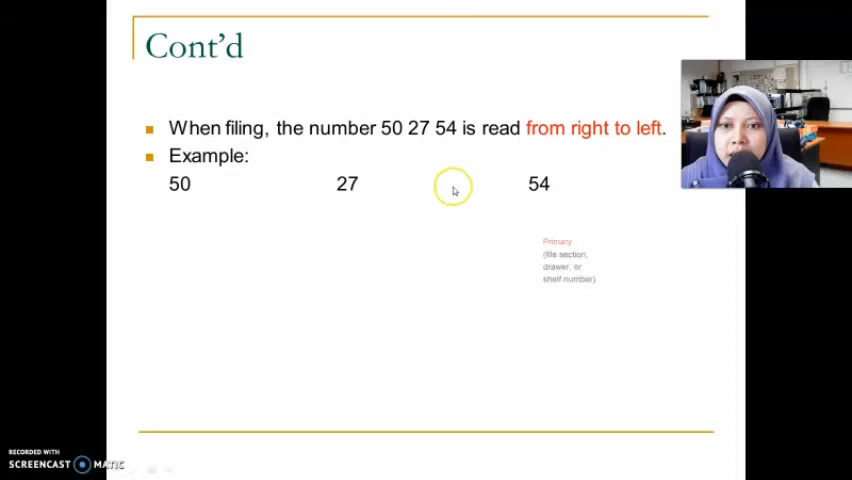 Cont'd
When filing, the number 50 27 54 is read from right to left.
Example:
50 27 54
Primary
(file section,
drawer, or
shelf number)
RECORDED WITH
SCREENCAST MATIC